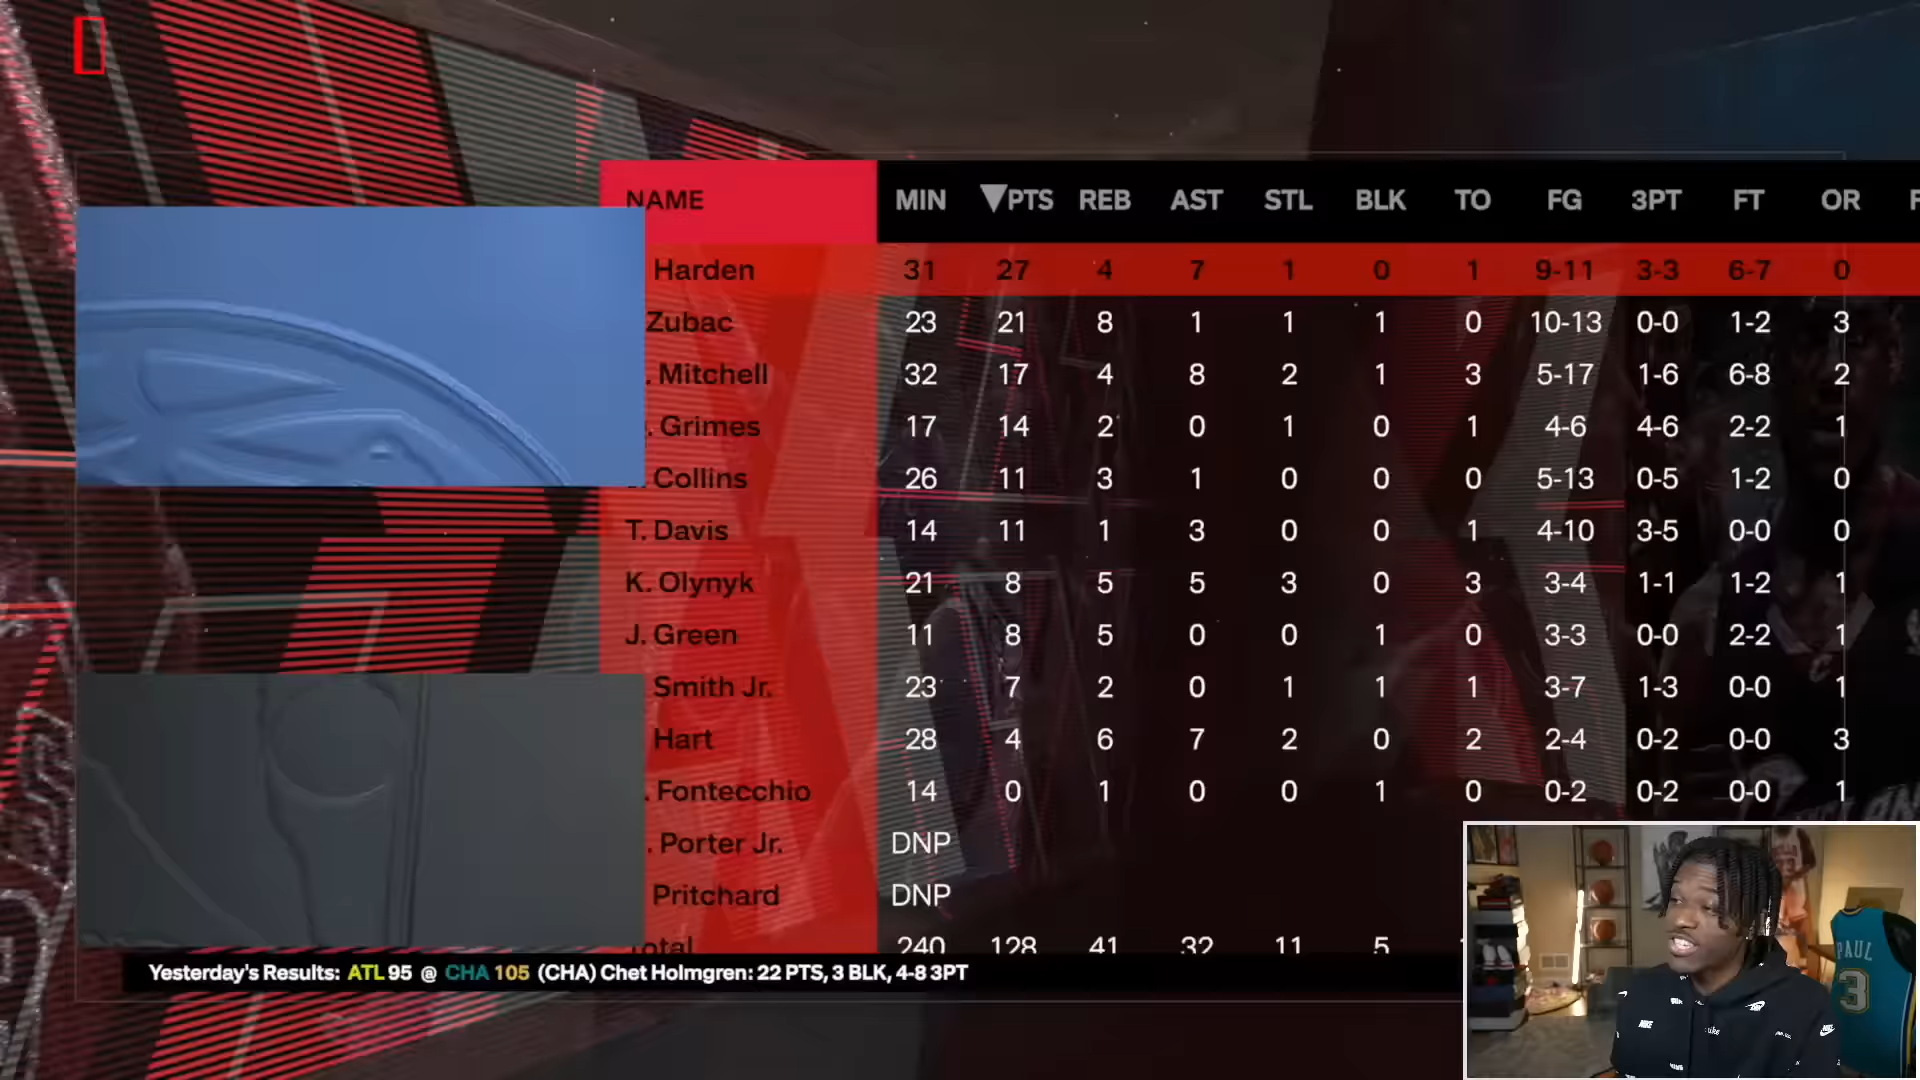 NAME MIN ▼PTS REB AST STL BLK TO FG 3PT FT OR
Harden 31 27 4 7 1 0 1 9-11 3-3 6-7 0
Zubac 23 21 8 1 1 1 0 10-13 0-0 1-2 3
. Mitchell 32 17 4 8 2 1 3 5-17 1-6 6-8 2
. Grimes 17 14 2 0 1 0 1 4-6 4-6 2-2 1
Collins 26 11 3 1 0 0 0 5-13 0-5 1-2 0
T. Davis 14 11 1 3 0 0 1 4-10 3-5 0-0 0
K. Olynyk 21 8 5 5 3 0 3 3-4 1-1 1-2 1
J. Green 11 8 5 0 0 1 0 3-3 0-0 2-2 1
Smith Jr. 23 7 2 0 1 1 1 3-7 1-3 0-0 1
Hart 28 4 6 7 2 0 2 2-4 0-2 0-0 3
. Fontecchio 14 0 1 0 0 1 0 0-2 0-2 0-0 1
. Porter Jr. DNP
Pritchard DNP
Total 240 128 41 32 11 5
Yesterday's Results: ATL 95 @ CHA 105 (CHA) Chet Holmgren: 22 PTS, 3 BLK, 4-8 3PT
PAUL
3
NIKE